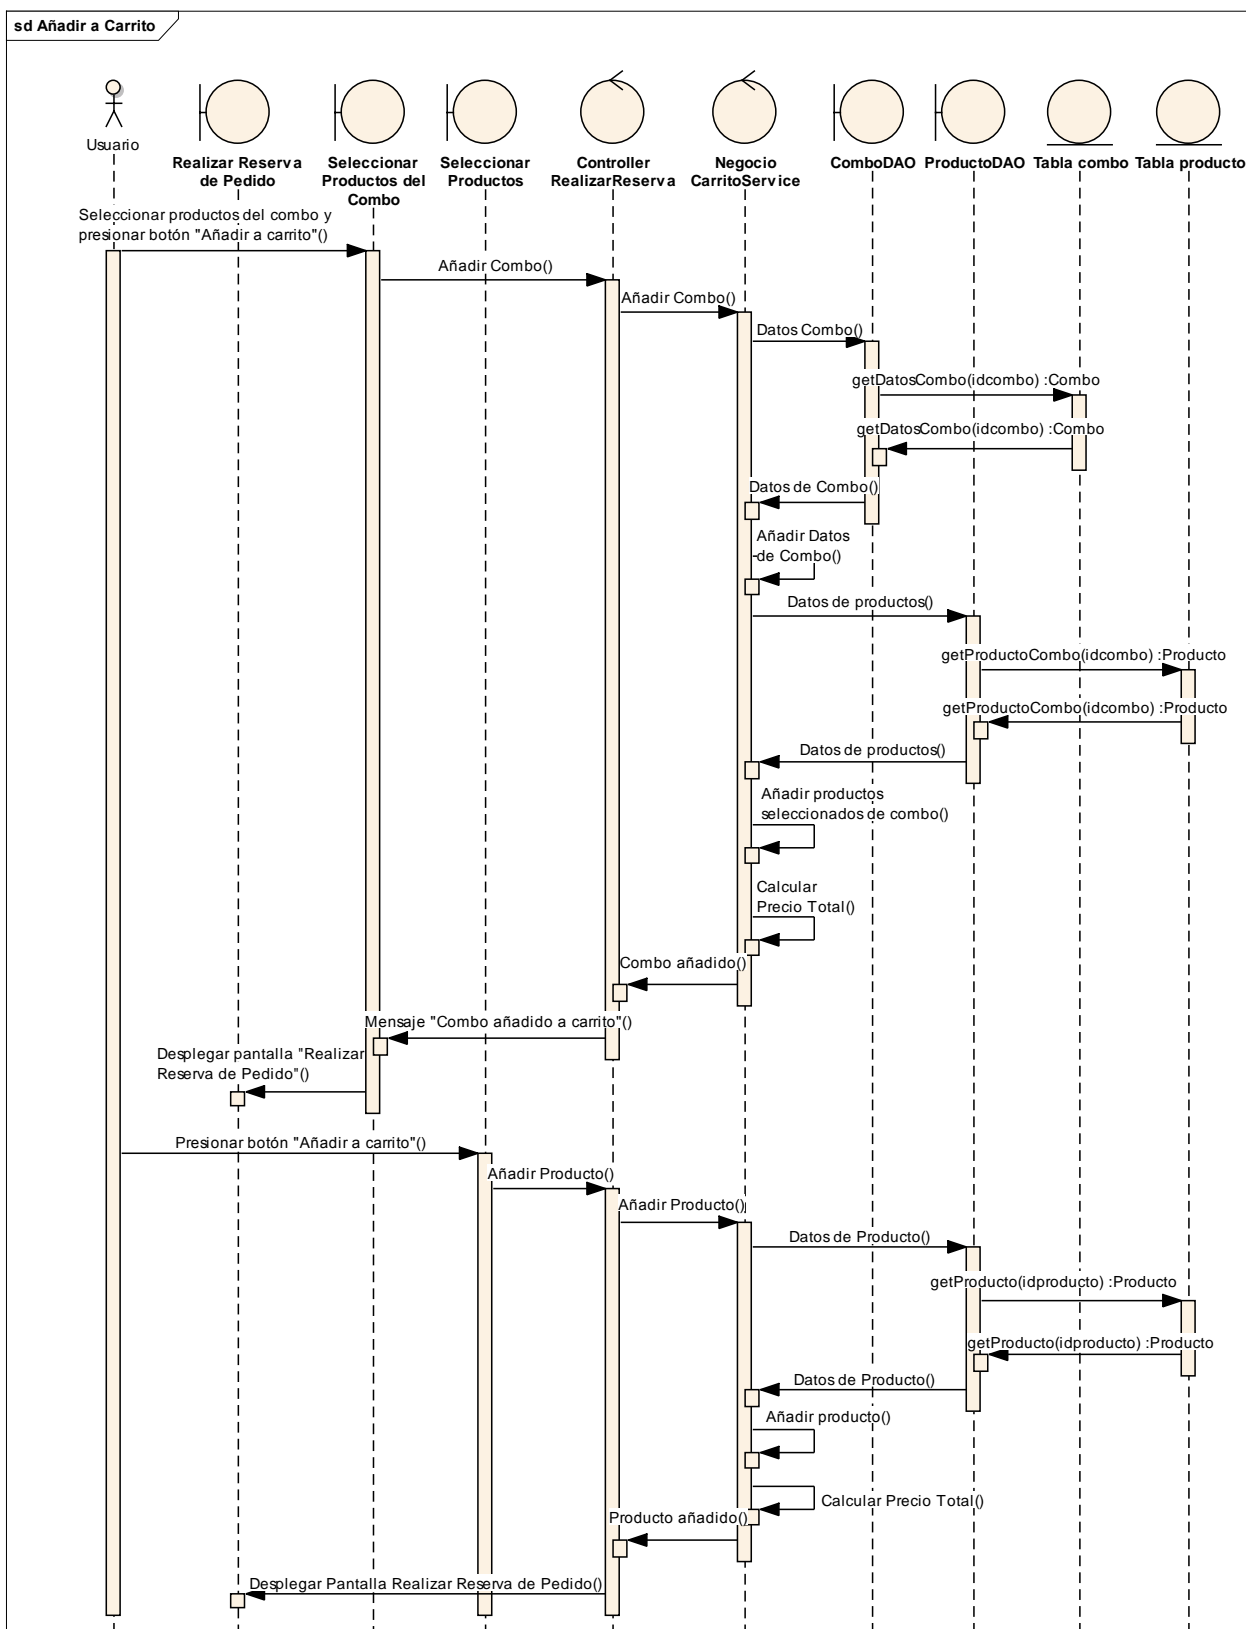 sd Añadir a Carrito
Usuario
Realizar Reserva
de Pedido
Seleccionar
Productos del
Combo
Seleccionar
Productos
Controller
RealizarReserva
Negocio
CarritoService
ComboDAO
ProductoDAO
Tabla combo
Tabla producto
Seleccionar productos del combo y
presionar botón "Añadir a carrito"()
Añadir Combo()
Añadir Combo()
Datos Combo()
getDatosCombo(idcombo) :Combo
getDatosCombo(idcombo) :Combo
Datos de Combo()
Añadir Datos
de Combo()
Datos de productos()
getProductoCombo(idcombo) :Producto
getProductoCombo(idcombo) :Producto
Datos de productos()
Añadir productos
seleccionados de combo()
Calcular
Precio Total()
Combo añadido()
Mensaje "Combo añadido a carrito"()
Desplegar pantalla "Realizar
Reserva de Pedido"()
Presionar botón "Añadir a carrito"()
Añadir Producto()
Añadir Producto()
Datos de Producto()
getProducto(idproducto) :Producto
getProducto(idproducto) :Producto
Datos de Producto()
Añadir producto()
Calcular Precio Total()
Producto añadido()
Desplegar Pantalla Realizar Reserva de Pedido()